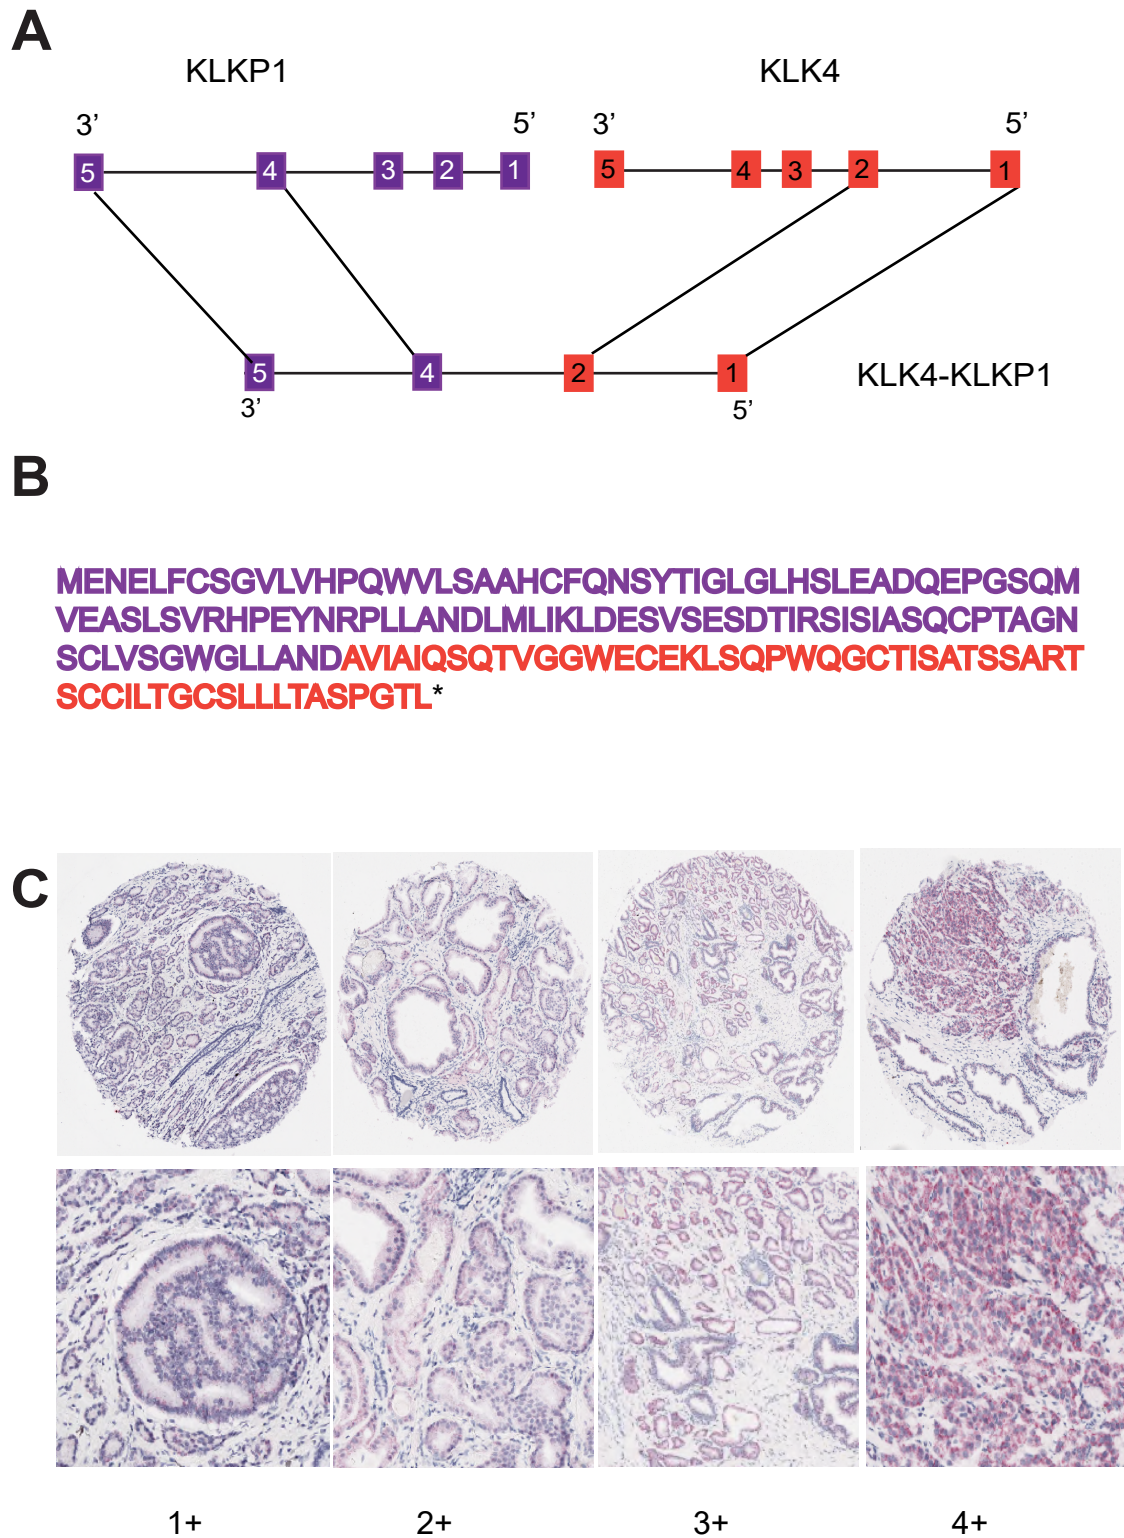 A
KLKP1
KLK4
3’ 5’ 3’ 5’
5 4 3 2 1 5 4 3 2 1
5 4 2 1 KLK4-KLKP1
3’ 5’
B
MENELFCSGVLVHPQWVLSAAHCFQNSYTIGLGLHSLEADQEPGSQM
VEASLSVRHPEYNRPLLANDLMLIKLDESVSESDTIRSISIASQCPTAGN
SCLVSGWGLLANDAVIAIQSQTVGGWECEKLSQPWQGCTISATSSART
SCCILTGCSLLLTASPGTL*
C
1+ 2+ 3+ 4+